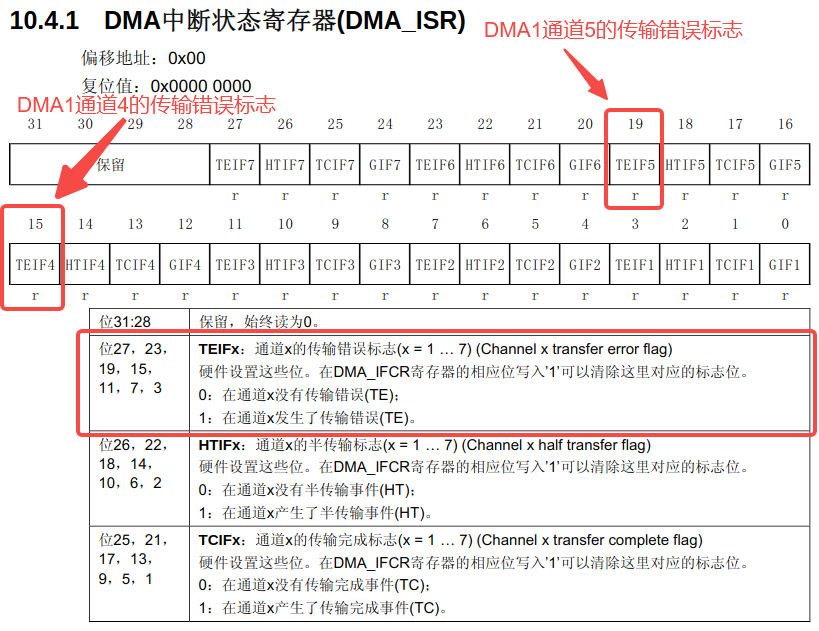 10.4.1 DMA中断状态寄存器(DMA_ISR)
DMA1通道5的传输错误标志
偏移地址：0x00
复位值：0x0000 0000
DMA1通道4的传输错误标志
31 30 29 28 27 26 25 24 23 22 21 20 19 18 17 16
保留 TEIF7 HTIF7 TCIF7 GIF7 TEIF6 HTIF6 TCIF6 GIF6 TEIF5 HTIF5 TCIF5 GIF5
r r r r r r r r r r r r
15 14 13 12 11 10 9 8 7 6 5 4 3 2 1 0
TEIF4 HTIF4 TCIF4 GIF4 TEIF3 HTIF3 TCIF3 GIF3 TEIF2 HTIF2 TCIF2 GIF2 TEIF1 HTIF1 TCIF1 GIF1
r r r r r r r r r r r r r r r r
位31:28 保留，始终读为0。
位27，23，
19，15，
11，7，3
TEIFx：通道x的传输错误标志(x = 1 … 7) (Channel x transfer error flag)
硬件设置这些位。在DMA_IFCR寄存器的相应位写入'1'可以清除这里对应的标志位。
0：在通道x没有传输错误(TE)；
1：在通道x发生了传输错误(TE)。
位26，22，
18，14，
10，6，2
HTIFx：通道x的半传输标志(x = 1 … 7) (Channel x half transfer flag)
硬件设置这些位。在DMA_IFCR寄存器的相应位写入'1'可以清除这里对应的标志位。
0：在通道x没有半传输事件(HT)；
1：在通道x产生了半传输事件(HT)。
位25，21，
17，13，
9，5，1
TCIFx：通道x的传输完成标志(x = 1 … 7) (Channel x transfer complete flag)
硬件设置这些位。在DMA_IFCR寄存器的相应位写入'1'可以清除这里对应的标志位。
0：在通道x没有传输完成事件(TC)；
1：在通道x产生了传输完成事件(TC)。